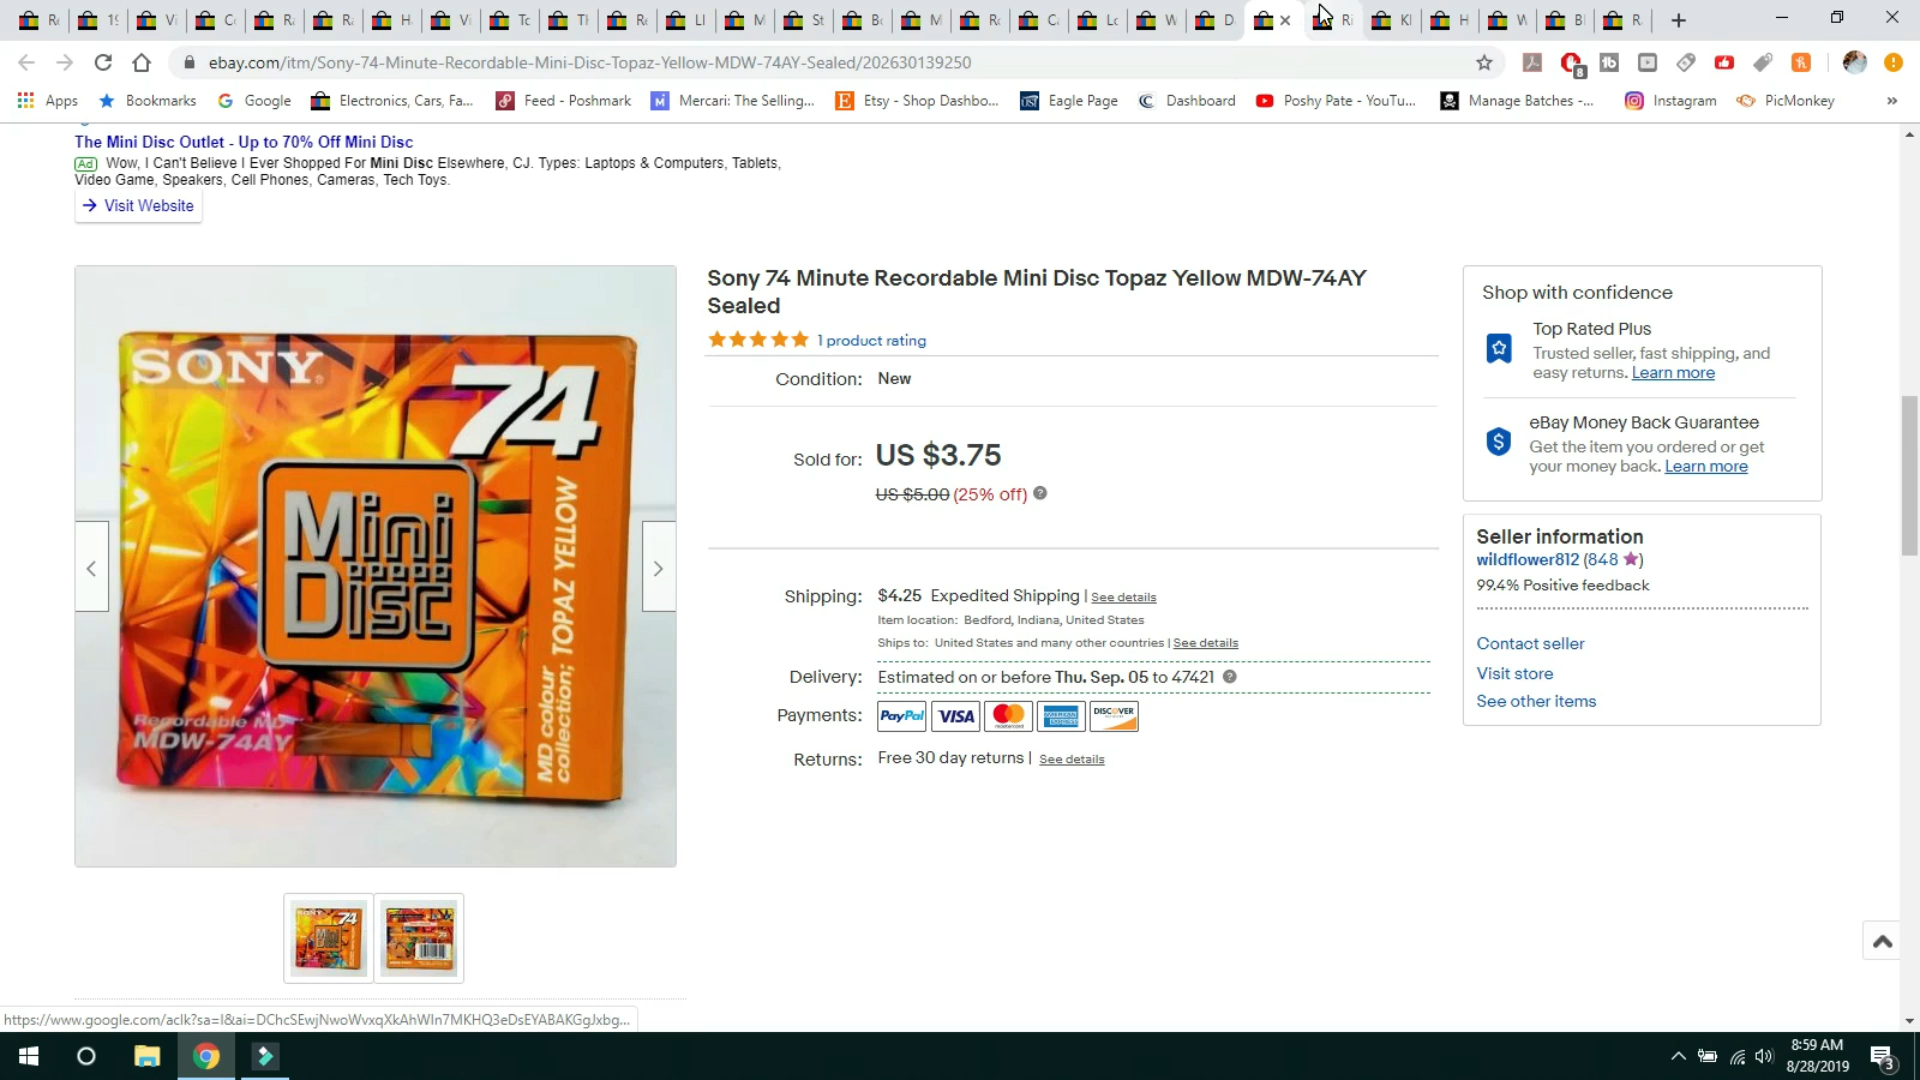 ebay.com/itm/Sony-74-Minute-Recordable-Mini-Disc-Topaz-Yellow-MDW-74AY-Sealed/202630139250
Apps
Bookmarks
Google
Electronics, Cars, Fa...
Feed - Poshmark
Mercari: The Selling...
Etsy - Shop Dashbo...
Eagle Page
Dashboard
Poshy Pate - YouTu...
Manage Batches -...
Instagram
PicMonkey
The Mini Disc Outlet - Up to 70% Off Mini Disc
Ad Wow, I Can't Believe I Ever Shopped For Mini Disc Elsewhere, CJ. Types: Laptops & Computers, Tablets,
Video Game, Speakers, Cell Phones, Cameras, Tech Toys.
→ Visit Website
SONY
74
Mini
Disc
MD colour
collection; TOPAZ YELLOW
Recordable MD
MDW-74AY
Sony 74 Minute Recordable Mini Disc Topaz Yellow MDW-74AY
Sealed
1 product rating
Condition: New
Sold for: US $3.75
US $5.00 (25% off)
Shipping: $4.25 Expedited Shipping | See details
Item location: Bedford, Indiana, United States
Ships to: United States and many other countries | See details
Delivery: Estimated on or before Thu. Sep. 05 to 47421
Payments: PayPal VISA DISCOVER
Returns: Free 30 day returns | See details
Shop with confidence
Top Rated Plus
Trusted seller, fast shipping, and
easy returns. Learn more
eBay Money Back Guarantee
Get the item you ordered or get
your money back. Learn more
Seller information
wildflower812 (848 ★)
99.4% Positive feedback
Contact seller
Visit store
See other items
https://www.google.com/aclk?sa=l&ai=DChcSEwjNwoWvxqXkAhWIn7MKHQ3eDsEYABAKGgJxbg...
8:59 AM
8/28/2019
3